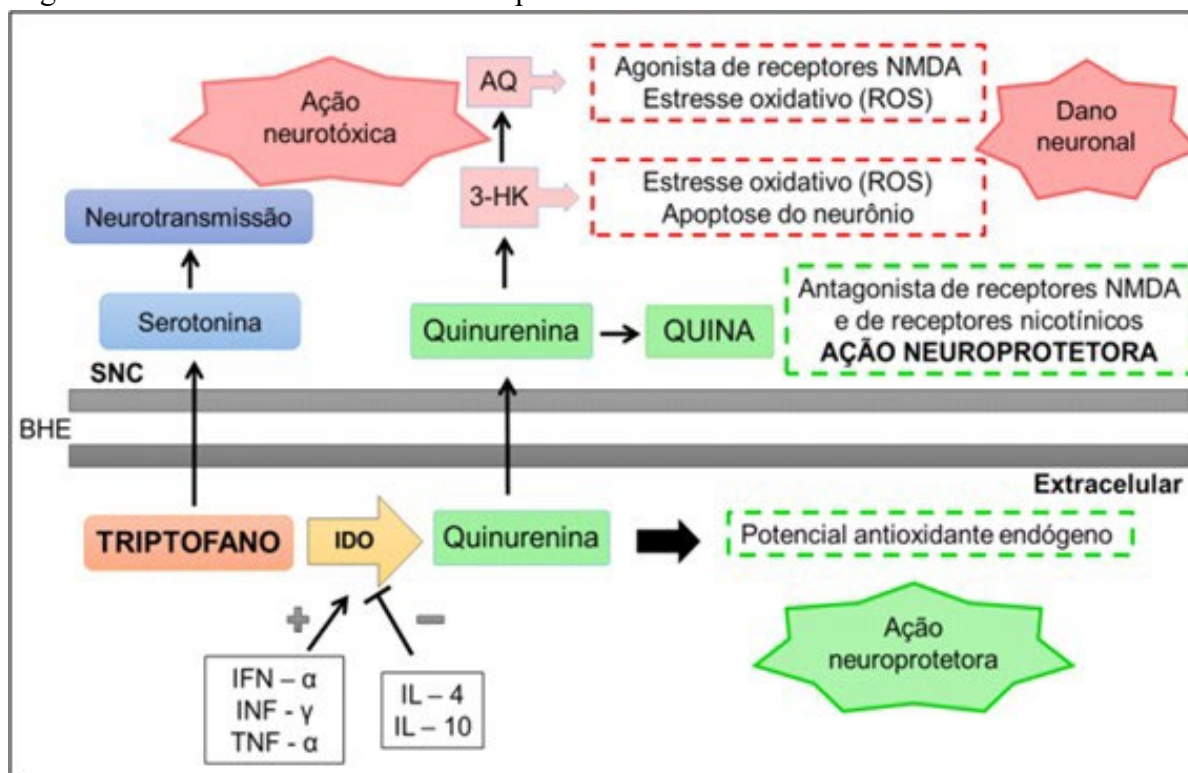 AQ
Agonista de receptores NMDA
Estresse oxidativo (ROS)
Ação
neurotóxica
Dano
neuronal
3-HK
Estresse oxidativo (ROS)
Apoptose do neurônio
Neurotransmissão
Serotonina
Quinurenina
QUINA
Antagonista de receptores NMDA
e de receptores nicotínicos
AÇÃO NEUROPROTETORA
SNC
BHE
Extracelular
TRIPTOFANO
IDO
Quinurenina
Potencial antioxidante endógeno
+
−
Ação
neuroprotetora
IFN – α
INF - γ
TNF - α
IL – 4
IL – 10